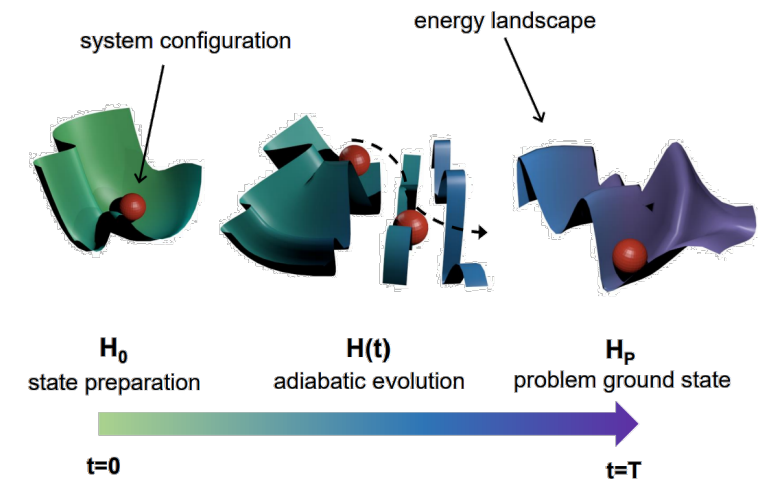 energy landscape
system configuration
H₀
H(t)
Hₚ
state preparation
adiabatic evolution
problem ground state
t=0
t=T